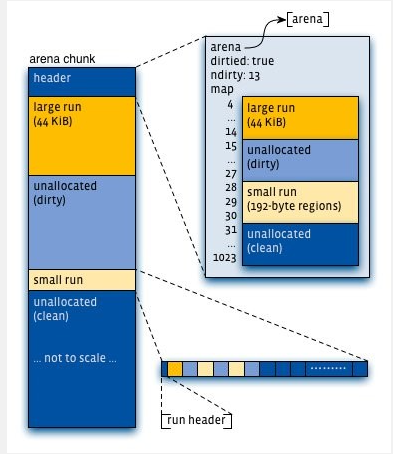 [arena]
arena chunk
header
large run
(44 KiB)
unallocated
(dirty)
small run
unallocated
(clean)
... not to scale ...
arena
dirtied: true
ndirty: 13
map
4
...
14
15
...
27
28
29
30
31
...
1023
large run
(44 KiB)
unallocated
(dirty)
small run
(192-byte regions)
unallocated
(clean)
.........
[run header]